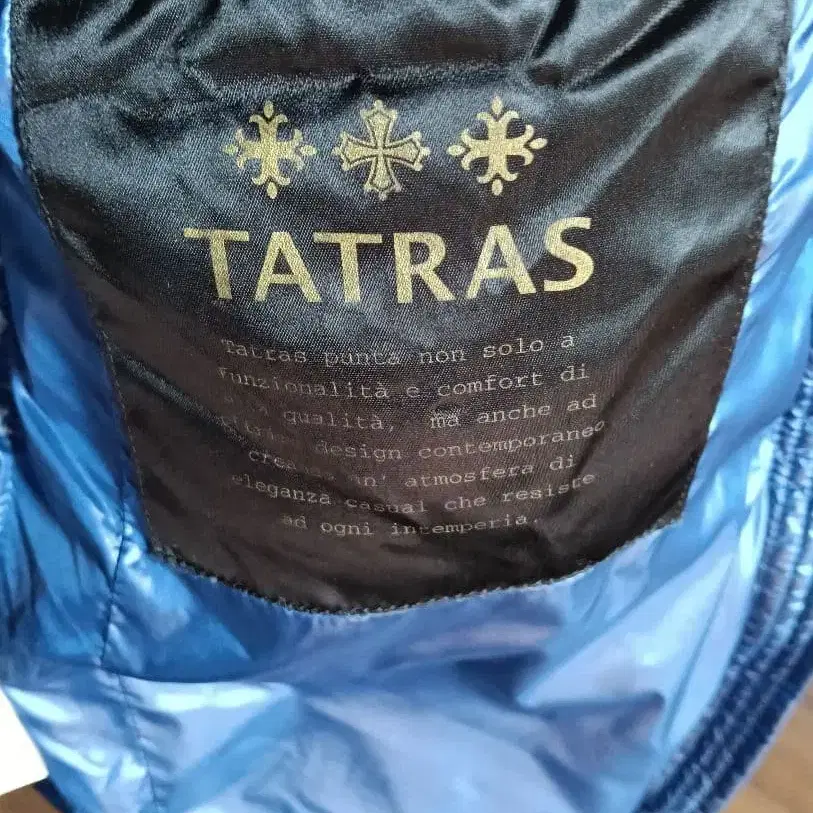 TATRAS
Tatras punta non solo a
funzionalità e comfort di
qualità, ma anche ad
design contemporaneo
un' atmosfera di
eleganza casual che resiste
ad ogni intemperia.